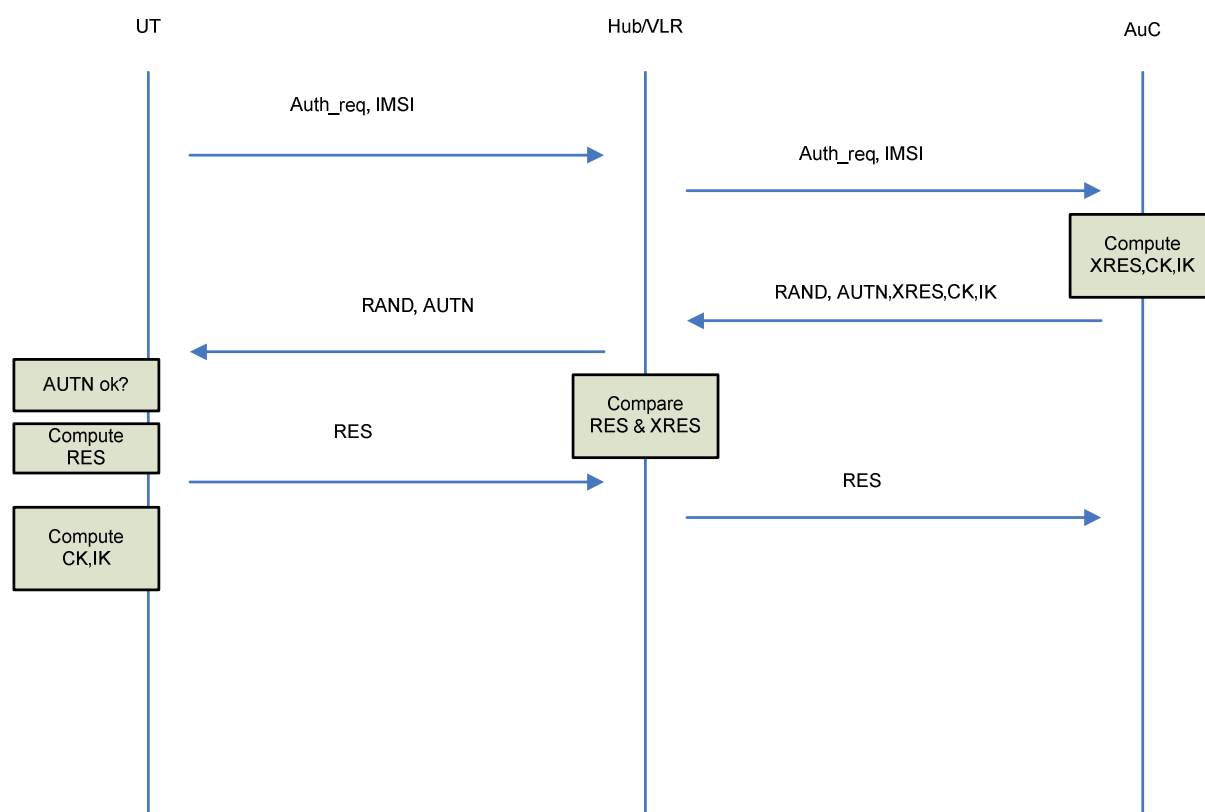 UT
Hub/VLR
AuC
Auth_req, IMSI
Auth_req, IMSI
Compute
XRES,CK,IK
RAND, AUTN,XRES,CK,IK
RAND, AUTN
AUTN ok?
Compare
RES & XRES
Compute
RES
RES
RES
Compute
CK,IK